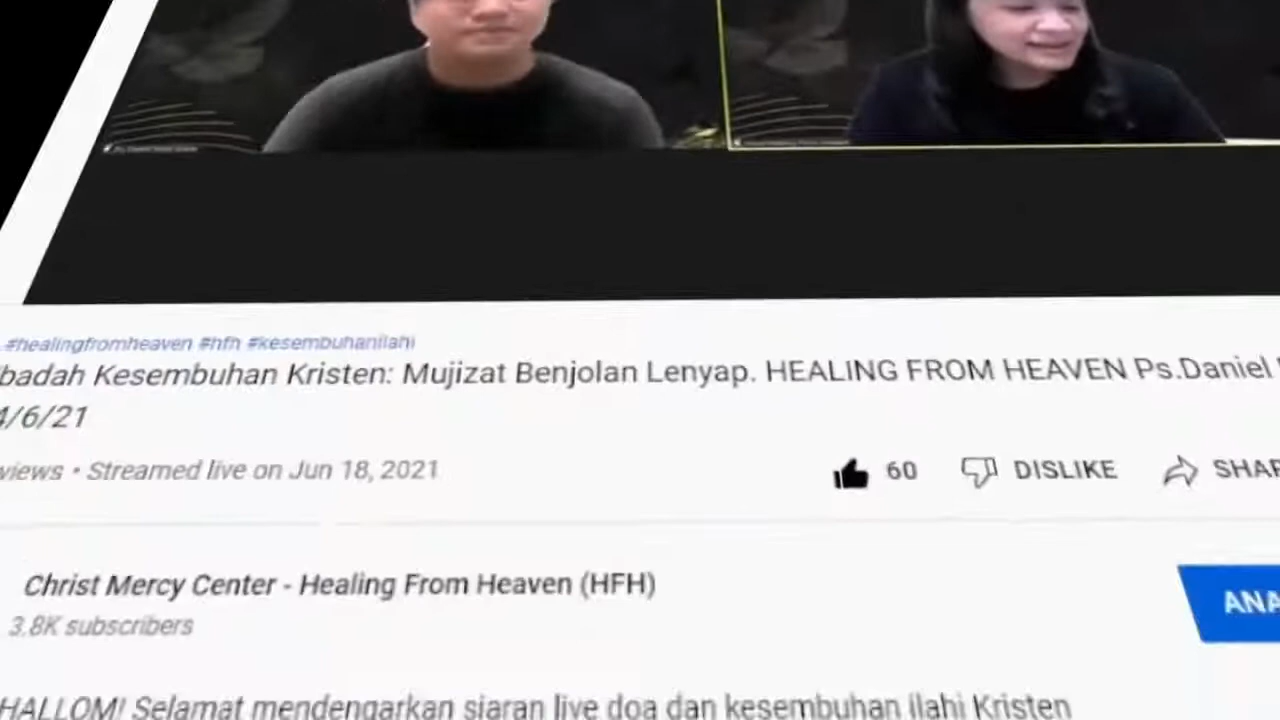 #healingfromheaven #hfh #kesembuhanilahi
badah Kesembuhan Kristen: Mujizat Benjolan Lenyap. HEALING FROM HEAVEN Ps.Daniel
4/6/21
views • Streamed live on Jun 18, 2021
60 DISLIKE SHAR
Christ Mercy Center - Healing From Heaven (HFH)
3.8K subscribers
ANA
HALLOM! Selamat mendengarkan siaran live doa dan kesembuhan ilahi Kristen